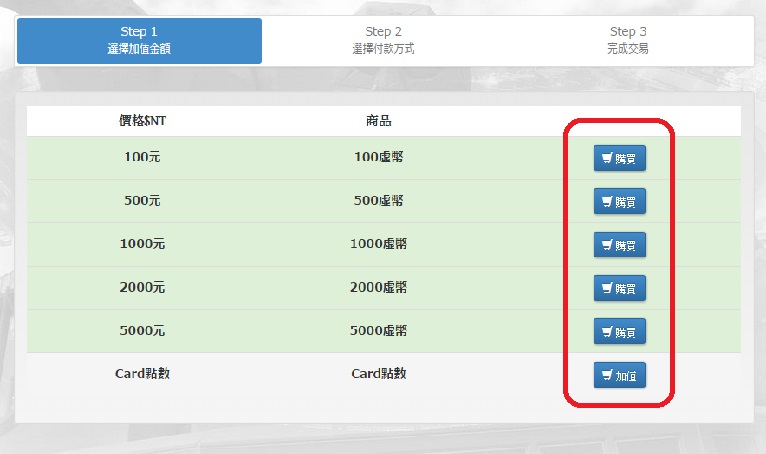 Step 1
選擇加值金額
Step 2
選擇付款方式
Step 3
完成交易
價格$NT 商品
100元 100虛幣 購買
500元 500虛幣 購買
1000元 1000虛幣 購買
2000元 2000虛幣 購買
5000元 5000虛幣 購買
Card點數 Card點數 加值